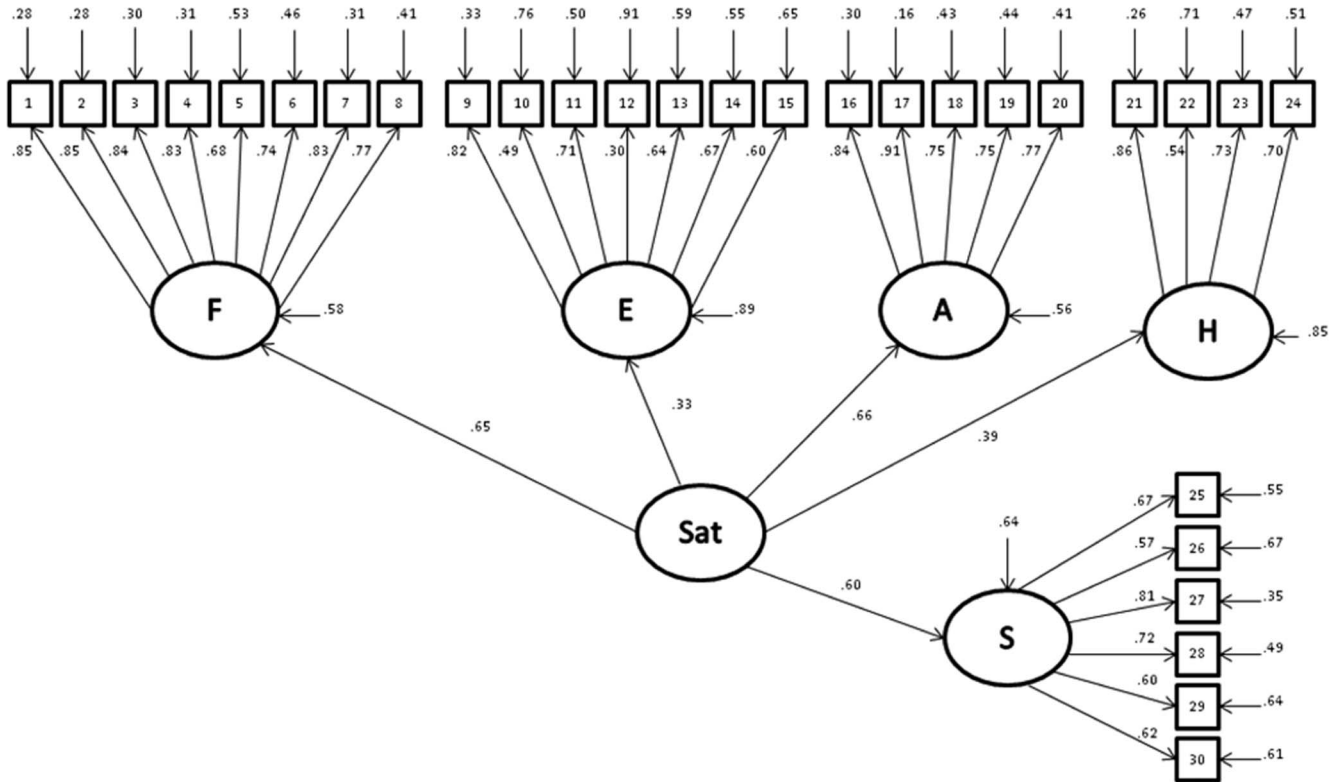 .28 .28 .30 .31 .53 .46 .31 .41 .33 .76 .50 .91 .59 .55 .65 .30 .16 .43 .44 .41 .26 .71 .47 .51
1 2 3 4 5 6 7 8 9 10 11 12 13 14 15 16 17 18 19 20 21 22 23 24
.85 .85 .84 .83 .68 .74 .83 .77 .82 .49 .71 .30 .64 .67 .60 .84 .91 .75 .75 .77 .86 .54 .73 .70
F .58 E .89 A .56 H .85
.65 .33 .66 .39
Sat
.60
.64
S
.67 25 .55
.57 26 .67
.81 27 .35
.72 28 .49
.60 29 .64
.62 30 .61